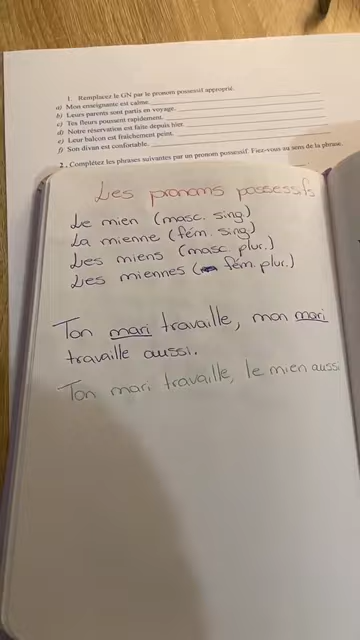 1. Remplacez le GN par le pronom possessif approprié.
a) Mon enseignante est calme.
b) Leurs parents sont partis en voyage.
c) Tes fleurs poussent rapidement.
d) Notre réservation est faite depuis hier.
e) Leur balcon est fraîchement peint.
f) Son divan est confortable.
2. Complétez les phrases suivantes par un pronom possessif. Fiez-vous au sens de la phrase.
Les pronoms possessifs
Le mien (masc. sing)
La mienne (fém. sing)
Les miens (masc. plur.)
Les miennes (fém. plur.)
Ton mari travaille, mon mari
travaille aussi.
Ton mari travaille, le mien aussi